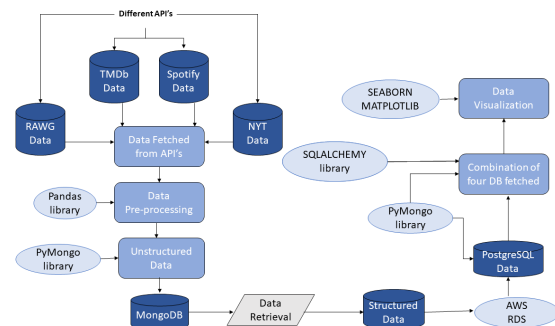 Different API's
TMDb
Data
Spotify
Data
RAWG
Data
NYT
Data
Data Fetched
from API's
Pandas
library
Data
Pre-processing
PyMongo
library
Unstructured
Data
MongoDB
Data
Retrieval
Structured
Data
AWS
RDS
PostgreSQL
Data
PyMongo
library
SQLALCHEMY
library
Combination of
four DB fetched
SEABORN
MATPLOTLIB
Data
Visualization